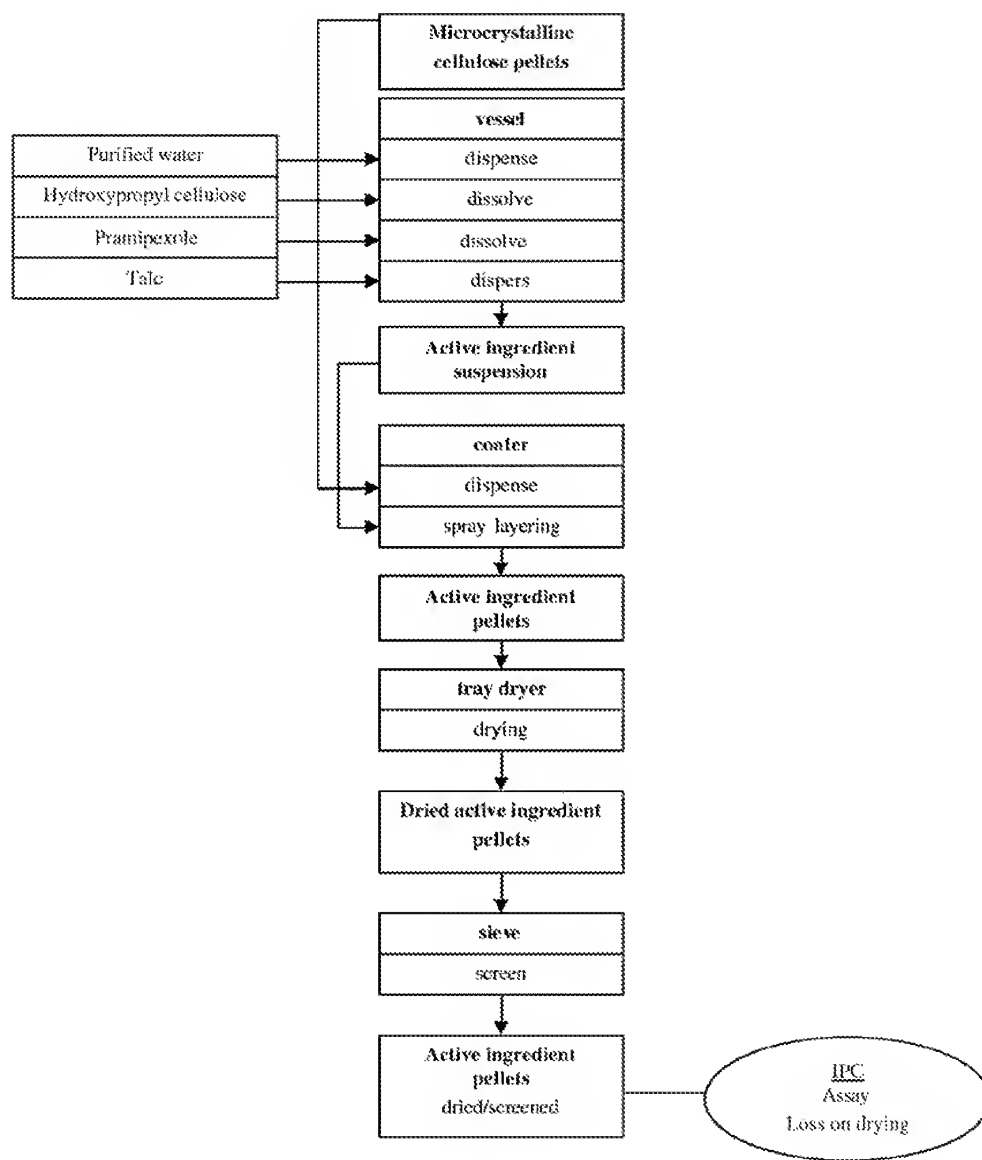 Microcrystalline
cellulose pellets
vessel
Purified water
dispense
Hydroxypropyl cellulose
dissolve
Pramipexole
dissolve
Talc
dispers
Active ingredient
suspension
coater
dispense
spray layering
Active ingredient
pellets
tray dryer
drying
Dried active ingredient
pellets
sieve
screen
Active ingredient
pellets
dried/screened
IPC
Assay
Loss on drying